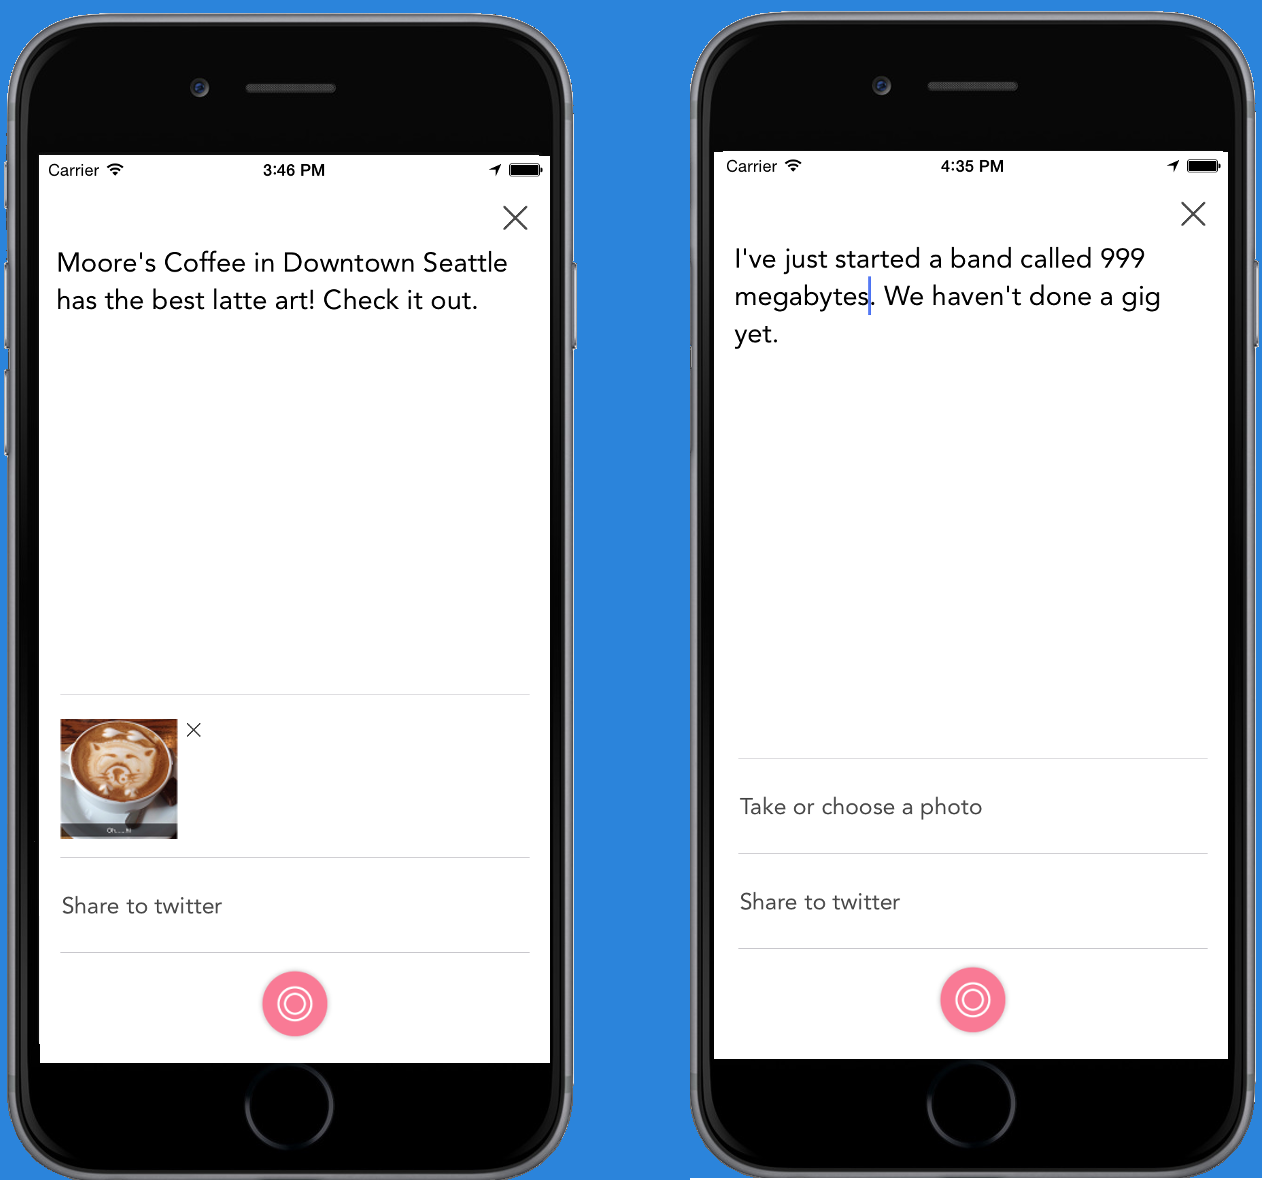 Carrier
3:46 PM
Moore's Coffee in Downtown Seattle
has the best latte art! Check it out.
Share to twitter
Carrier
4:35 PM
I've just started a band called 999
megabytes. We haven't done a gig
yet.
Take or choose a photo
Share to twitter